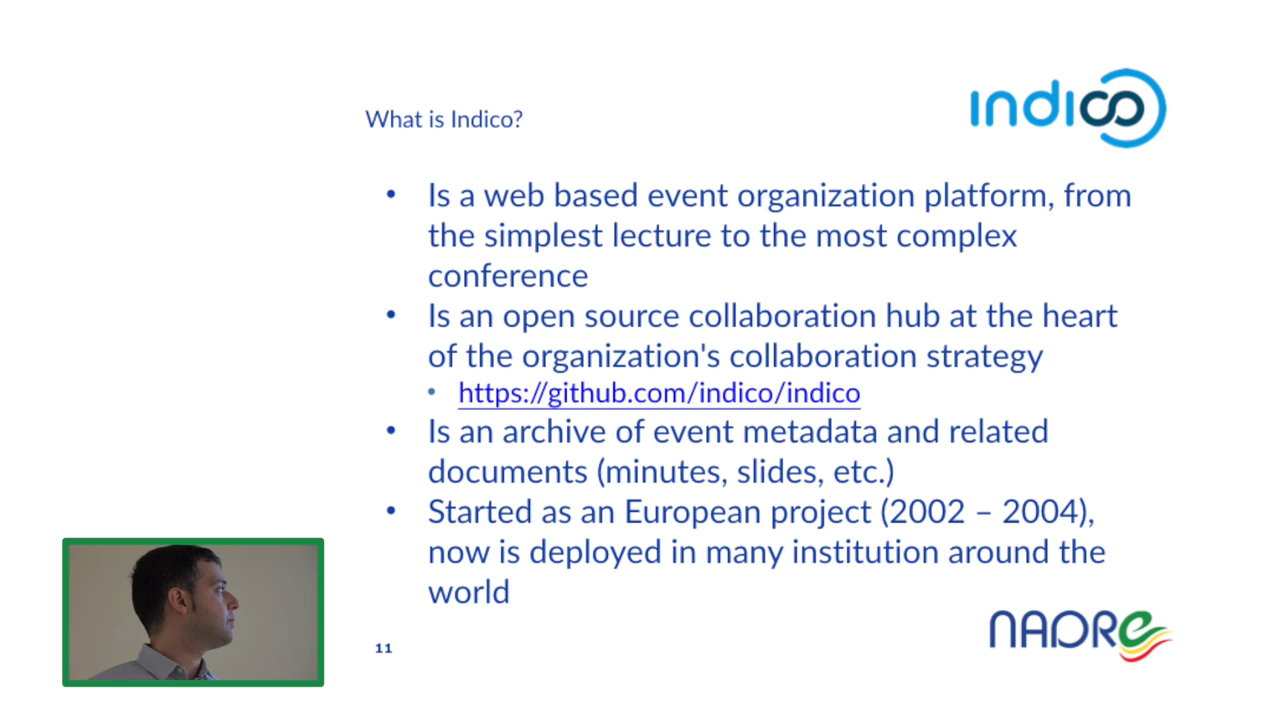 indico
What is Indico?
• Is a web based event organization platform, from
the simplest lecture to the most complex
conference
• Is an open source collaboration hub at the heart
of the organization's collaboration strategy
• https://github.com/indico/indico
• Is an archive of event metadata and related
documents (minutes, slides, etc.)
• Started as an European project (2002 – 2004),
now is deployed in many institution around the
world
11
NADRe